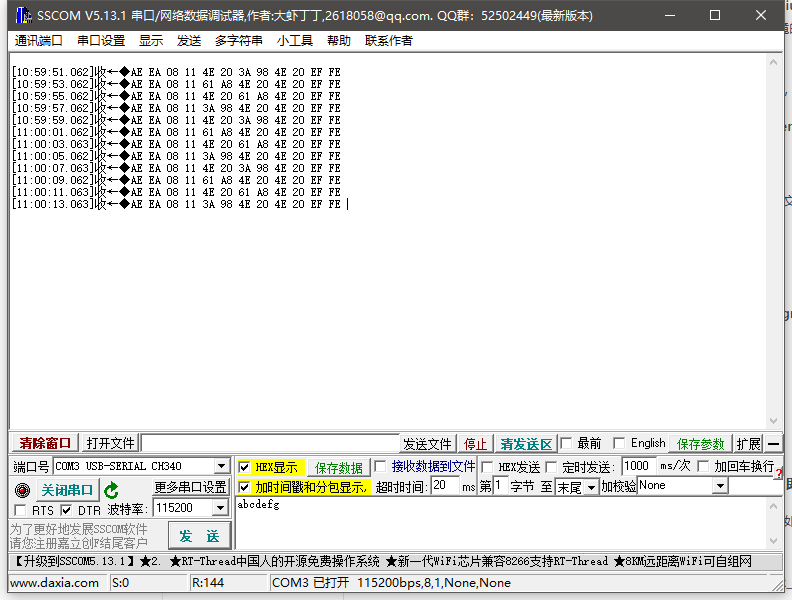 SSCOM V5.13.1 串口/网络数据调试器,作者:大虾丁丁,2618058@qq.com. QQ群: 52502449(最新版本)
通讯端口 串口设置 显示 发送 多字符串 小工具 帮助 联系作者
[10:59:51.062]收←◆AE EA 08 11 4E 20 3A 98 4E 20 EF FE
[10:59:53.062]收←◆AE EA 08 11 61 A8 4E 20 4E 20 EF FE
[10:59:55.062]收←◆AE EA 08 11 4E 20 61 A8 4E 20 EF FE
[10:59:57.062]收←◆AE EA 08 11 3A 98 4E 20 4E 20 EF FE
[10:59:59.062]收←◆AE EA 08 11 4E 20 3A 98 4E 20 EF FE
[11:00:01.062]收←◆AE EA 08 11 61 A8 4E 20 4E 20 EF FE
[11:00:03.063]收←◆AE EA 08 11 4E 20 61 A8 4E 20 EF FE
[11:00:05.062]收←◆AE EA 08 11 3A 98 4E 20 4E 20 EF FE
[11:00:07.063]收←◆AE EA 08 11 4E 20 3A 98 4E 20 EF FE
[11:00:09.062]收←◆AE EA 08 11 61 A8 4E 20 4E 20 EF FE
[11:00:11.063]收←◆AE EA 08 11 4E 20 61 A8 4E 20 EF FE
[11:00:13.063]收←◆AE EA 08 11 3A 98 4E 20 4E 20 EF FE
清除窗口 打开文件 发送文件 停止 清发送区 最前 English 保存参数 扩展 —
端口号 COM3 USB-SERIAL CH340 HEX显示 保存数据 接收数据到文件 HEX发送 定时发送: 1000 ms/次 加回车换行
关闭串口 更多串口设置 加时间戳和分包显示, 超时时间: 20 ms 第1 字节 至 末尾 加校验 None
RTS DTR 波特率: 115200 abcdefg
为了更好地发展SSCOM软件
请您注册嘉立创F结尾客户 发 送
【升级到SSCOM5.13.1】★2. ★RT-Thread中国人的开源免费操作系统 ★新一代WiFi芯片兼容8266支持RT-Thread ★8KM远距离WiFi可自组网
www.daxia.com S:0 R:144 COM3 已打开 115200bps,8,1,None,None